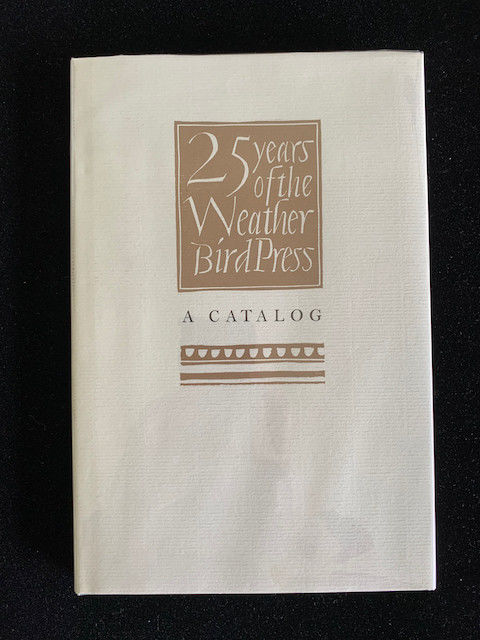 25 years
of the
Weather
Bird Press
A CATALOG